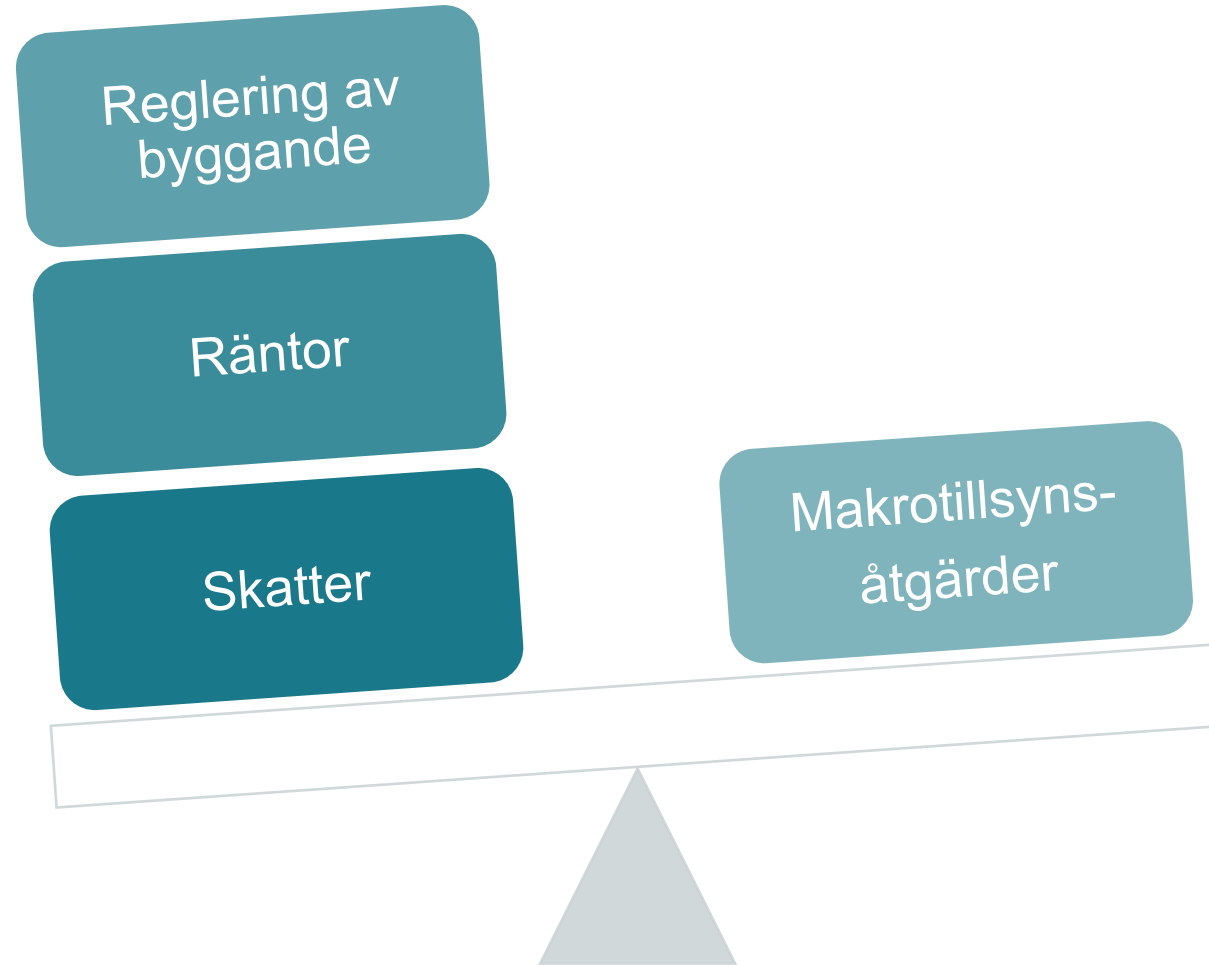 Reglering av
byggande
Räntor
Skatter
Makrotillsyns-
åtgärder